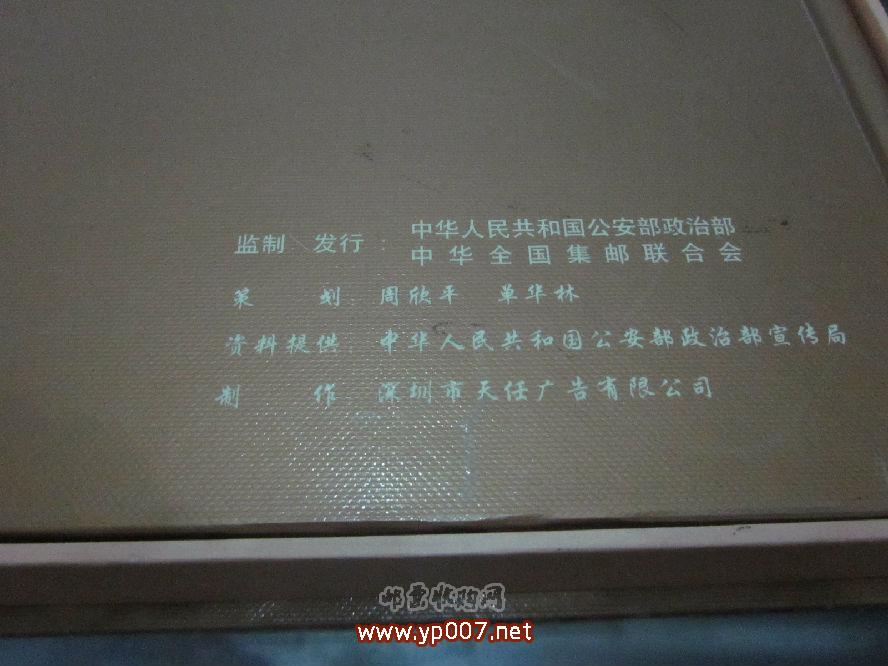 监制 发行: 中华人民共和国公安部政治部
中华全国集邮联合会
策 划 周欣平 单华林
资料提供 中华人民共和国公安部政治部宣传局
制 作 深圳市天任广告有限公司
邮票收购网
www.yp007.net